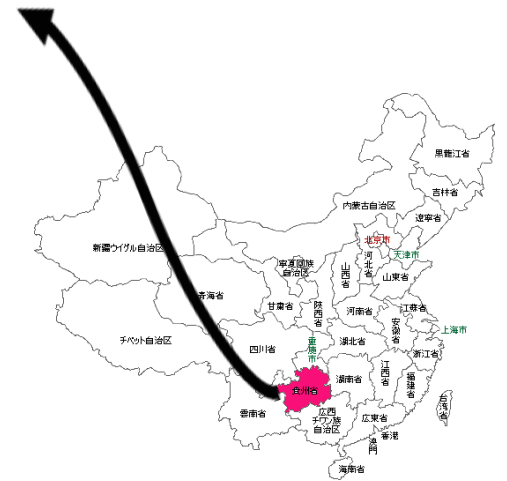 黒龍江省
吉林省
遼寧省
内蒙古自治区
北京市
天津市
河北省
山西省
山東省
新疆ウイグル自治区
寧夏回族
自治区
青海省
甘粛省
陝西省
河南省
江蘇省
安徽省
上海市
チベット自治区
四川省
重慶市
湖北省
浙江省
貴州省
湖南省
江西省
福建省
雲南省
広西
チワン族
自治区
広東省
台湾省
香港
澳門
海南省